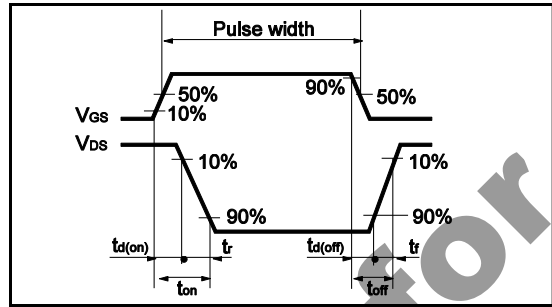 Pulse width
90%
50%
50%
10%
VGS
VDS
10%
10%
90%
90%
td(on)
tr
td(off)
tf
ton
toff
for